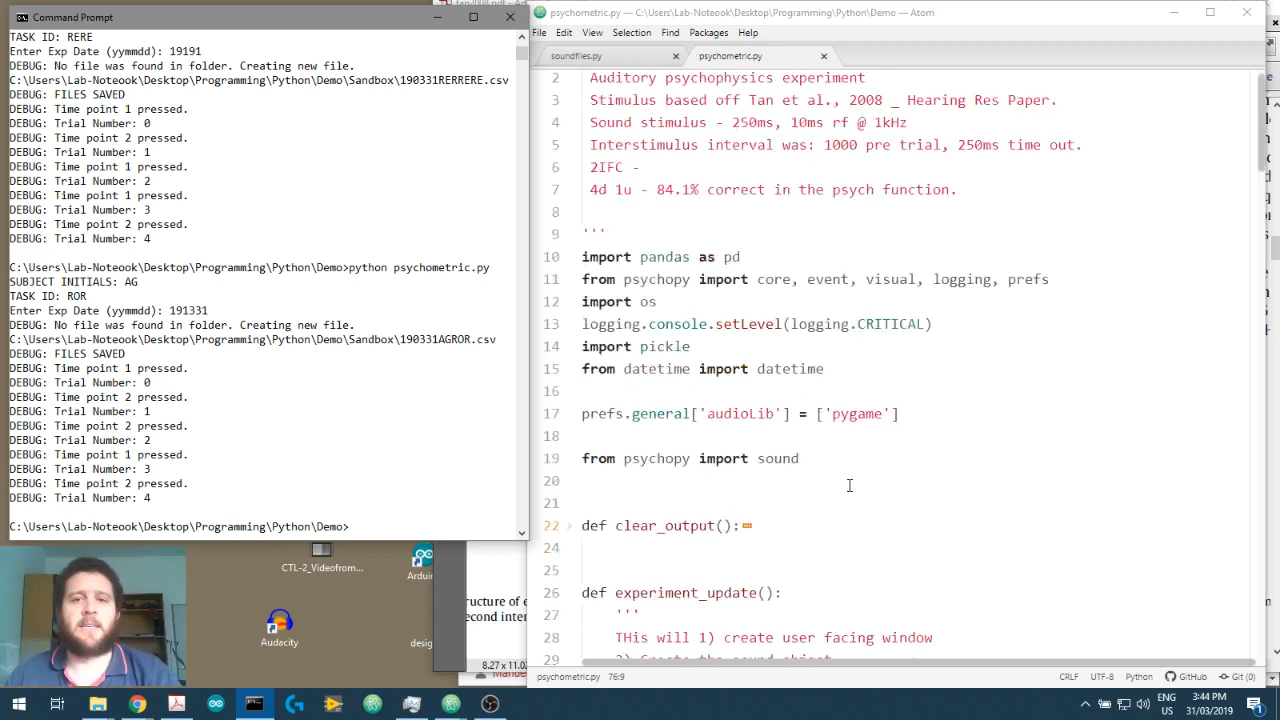 Command Prompt
TASK ID: RERE
Enter Exp Date (yymmdd): 19191
DEBUG: No file was found in folder. Creating new file.
C:\Users\Lab-Noteook\Desktop\Programming\Python\Demo\Sandbox\190331RERRERE.csv
DEBUG: FILES SAVED
DEBUG: Time point 1 pressed.
DEBUG: Trial Number: 0
DEBUG: Time point 2 pressed.
DEBUG: Trial Number: 1
DEBUG: Time point 1 pressed.
DEBUG: Trial Number: 2
DEBUG: Time point 1 pressed.
DEBUG: Trial Number: 3
DEBUG: Time point 2 pressed.
DEBUG: Trial Number: 4
C:\Users\Lab-Noteook\Desktop\Programming\Python\Demo>python psychometric.py
SUBJECT INITIALS: AG
TASK ID: ROR
Enter Exp Date (yymmdd): 191331
DEBUG: No file was found in folder. Creating new file.
C:\Users\Lab-Noteook\Desktop\Programming\Python\Demo\Sandbox\190331AGROR.csv
DEBUG: FILES SAVED
DEBUG: Time point 1 pressed.
DEBUG: Trial Number: 0
DEBUG: Time point 2 pressed.
DEBUG: Trial Number: 1
DEBUG: Time point 2 pressed.
DEBUG: Trial Number: 2
DEBUG: Time point 1 pressed.
DEBUG: Trial Number: 3
DEBUG: Time point 2 pressed.
DEBUG: Trial Number: 4
C:\Users\Lab-Noteook\Desktop\Programming\Python\Demo>
psychometric.py — C:\Users\Lab-Noteook\Desktop\Programming\Python\Demo — Atom
File Edit View Selection Find Packages Help
soundfiles.py psychometric.py
2 Auditory psychophysics experiment
3 Stimulus based off Tan et al., 2008 _ Hearing Res Paper.
4 Sound stimulus - 250ms, 10ms rf @ 1kHz
5 Interstimulus interval was: 1000 pre trial, 250ms time out.
6 2IFC -
7 4d 1u - 84.1% correct in the psych function.
8
9 '''
10 import pandas as pd
11 from psychopy import core, event, visual, logging, prefs
12 import os
13 logging.console.setLevel(logging.CRITICAL)
14 import pickle
15 from datetime import datetime
16
17 prefs.general['audioLib'] = ['pygame']
18
19 from psychopy import sound
20
21
22 def clear_output():
24
25
26 def experiment_update():
27 '''
28 THis will 1) create user facing window
29 2) Create the sound object
psychometric.py 76:9 CRLF UTF-8 Python GitHub Git (0)
CTL-2_Videofrom...
Arduin
Audacity
desig
ructure of e
econd inter
8.27 x 11.0
Manue
ENG
US
3:44 PM
31/03/2019
1